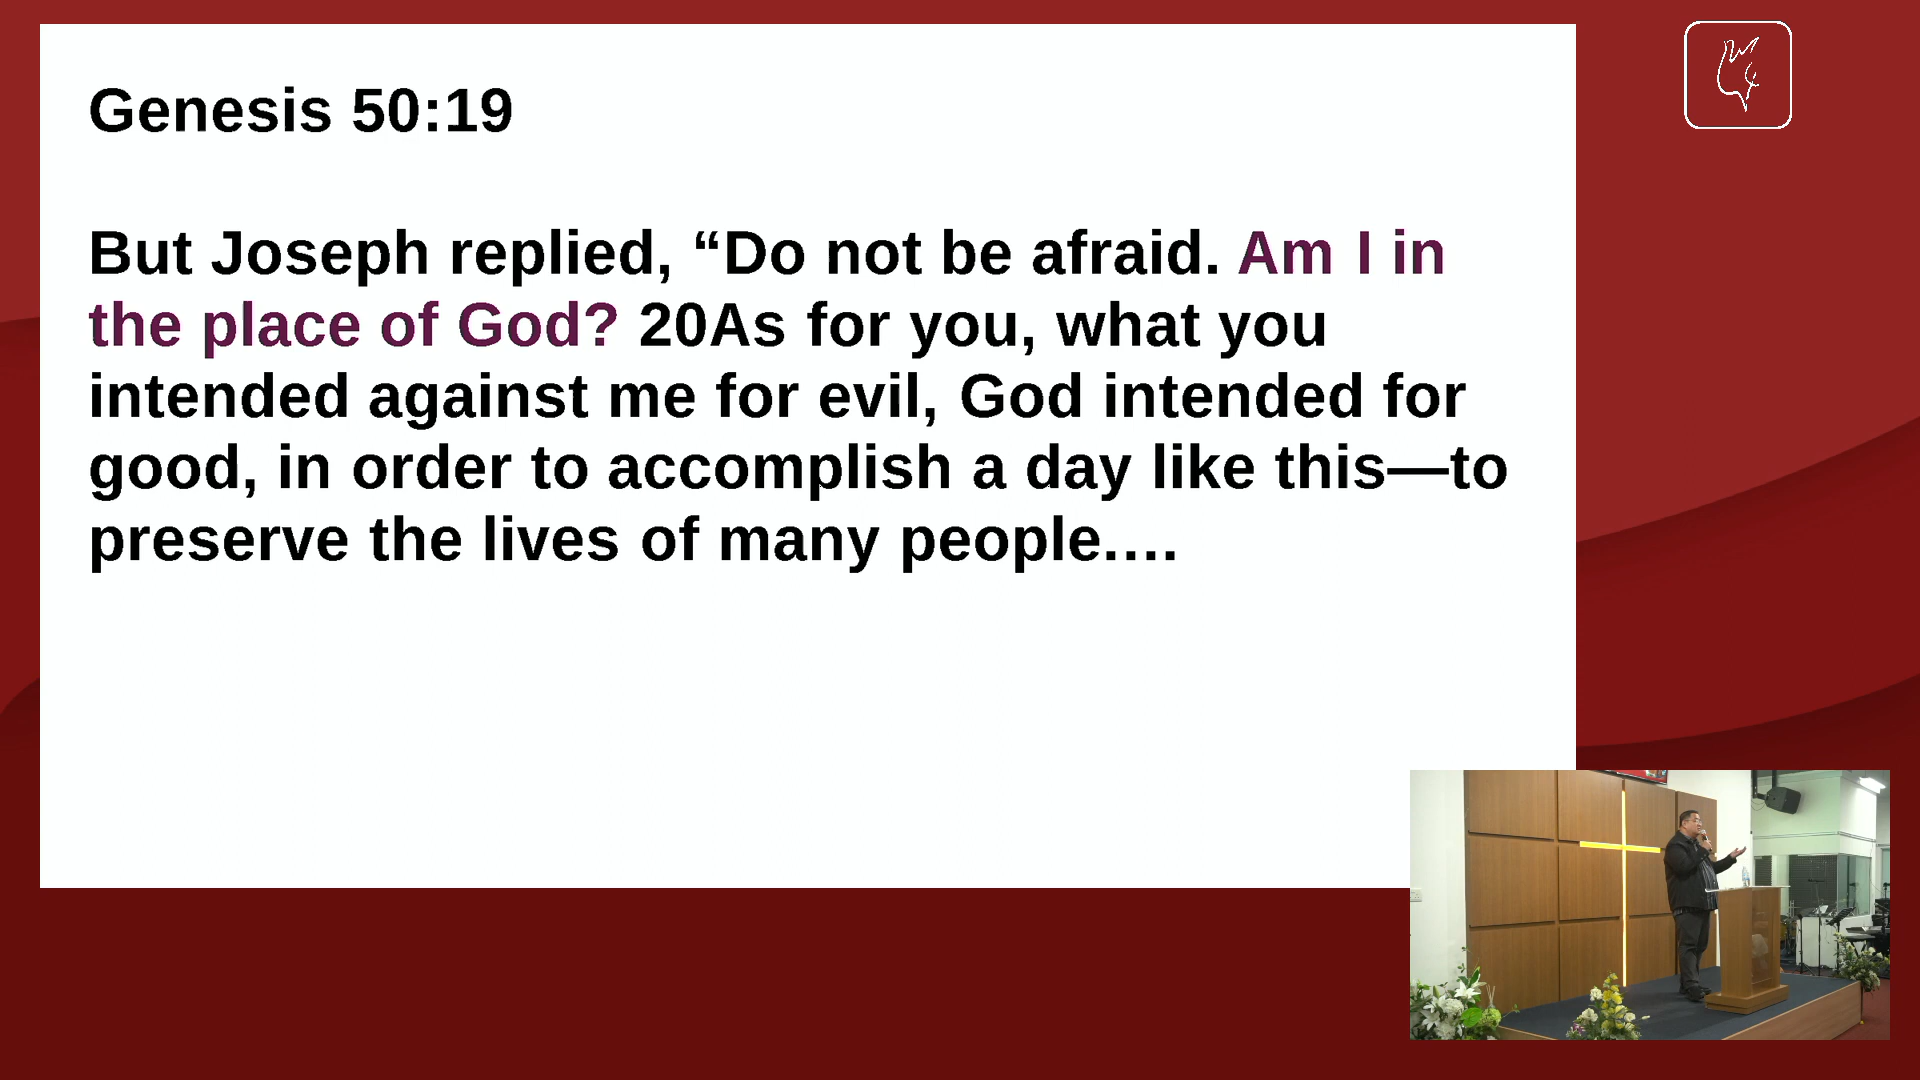 Genesis 50:19
But Joseph replied, “Do not be afraid. Am I in
the place of God? 20As for you, what you
intended against me for evil, God intended for
good, in order to accomplish a day like this—to
preserve the lives of many people.…